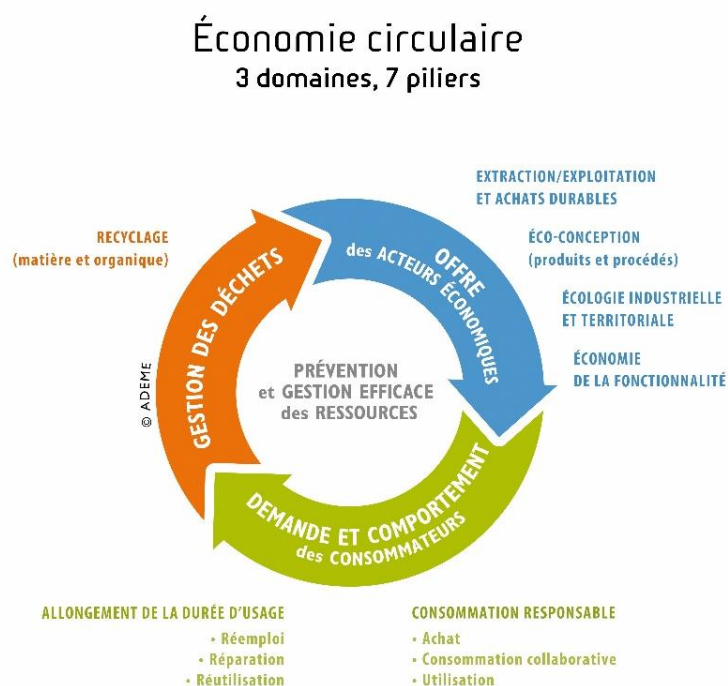 Économie circulaire
3 domaines, 7 piliers
EXTRACTION/EXPLOITATION
ET ACHATS DURABLES
ÉCO-CONCEPTION
(produits et procédés)
ÉCOLOGIE INDUSTRIELLE
ET TERRITORIALE
ÉCONOMIE
DE LA FONCTIONNALITÉ
RECYCLAGE
(matière et organique)
OFFRE
des ACTEURS ÉCONOMIQUES
GESTION DES DÉCHETS
PRÉVENTION
et GESTION EFFICACE
des RESSOURCES
© ADEME
DEMANDE ET COMPORTEMENT
des CONSOMMATEURS
ALLONGEMENT DE LA DURÉE D'USAGE
• Réemploi
• Réparation
• Réutilisation
CONSOMMATION RESPONSABLE
• Achat
• Consommation collaborative
• Utilisation